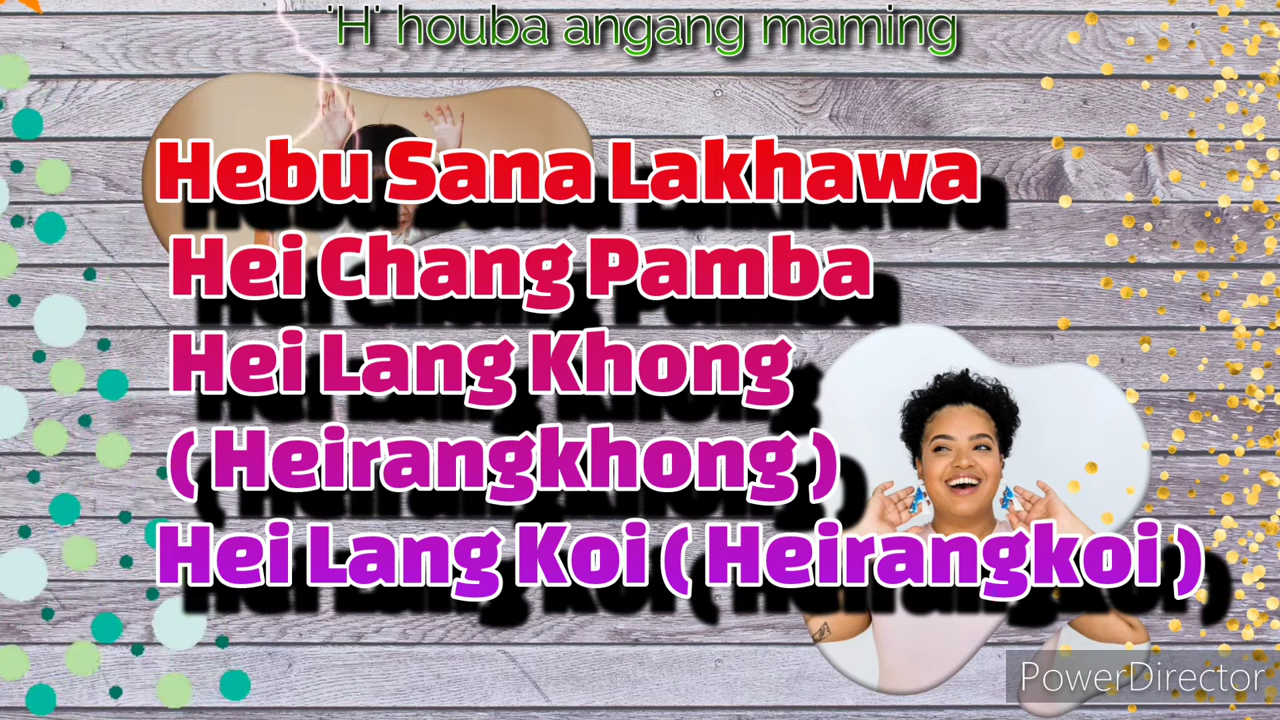 'H' houba angang maming
Hebu Sana Lakhawa
Hei Chang Pamba
Hei Lang Khong
( Heirangkhong )
Hei Lang Koi ( Heirangkoi )
PowerDirector